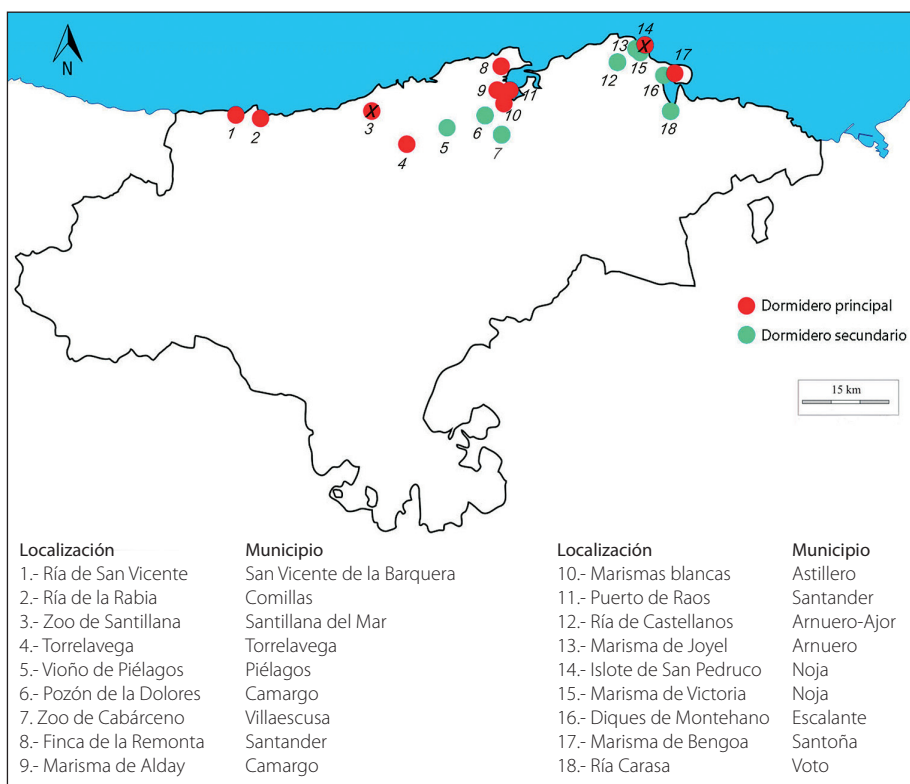 N
14
13
17
8
15
12
16
9
11
10
18
1
2
3
6
5
7
4
X
X
Dormidero principal
Dormidero secundario
15 km
Localización Municipio
1.- Ría de San Vicente San Vicente de la Barquera
2.- Ría de la Rabia Comillas
3.- Zoo de Santillana Santillana del Mar
4.- Torrelavega Torrelavega
5.- Vioño de Piélagos Piélagos
6.- Pozón de la Dolores Camargo
7. Zoo de Cabárceno Villaescusa
8.- Finca de la Remonta Santander
9.- Marisma de Alday Camargo
Localización Municipio
10.- Marismas blancas Astillero
11.- Puerto de Raos Santander
12.- Ría de Castellanos Arnuero-Ajor
13.- Marisma de Joyel Arnuero
14.- Islote de San Pedruco Noja
15.- Marisma de Victoria Noja
16.- Diques de Montehano Escalante
17.- Marisma de Bengoa Santoña
18.- Ría Carasa Voto